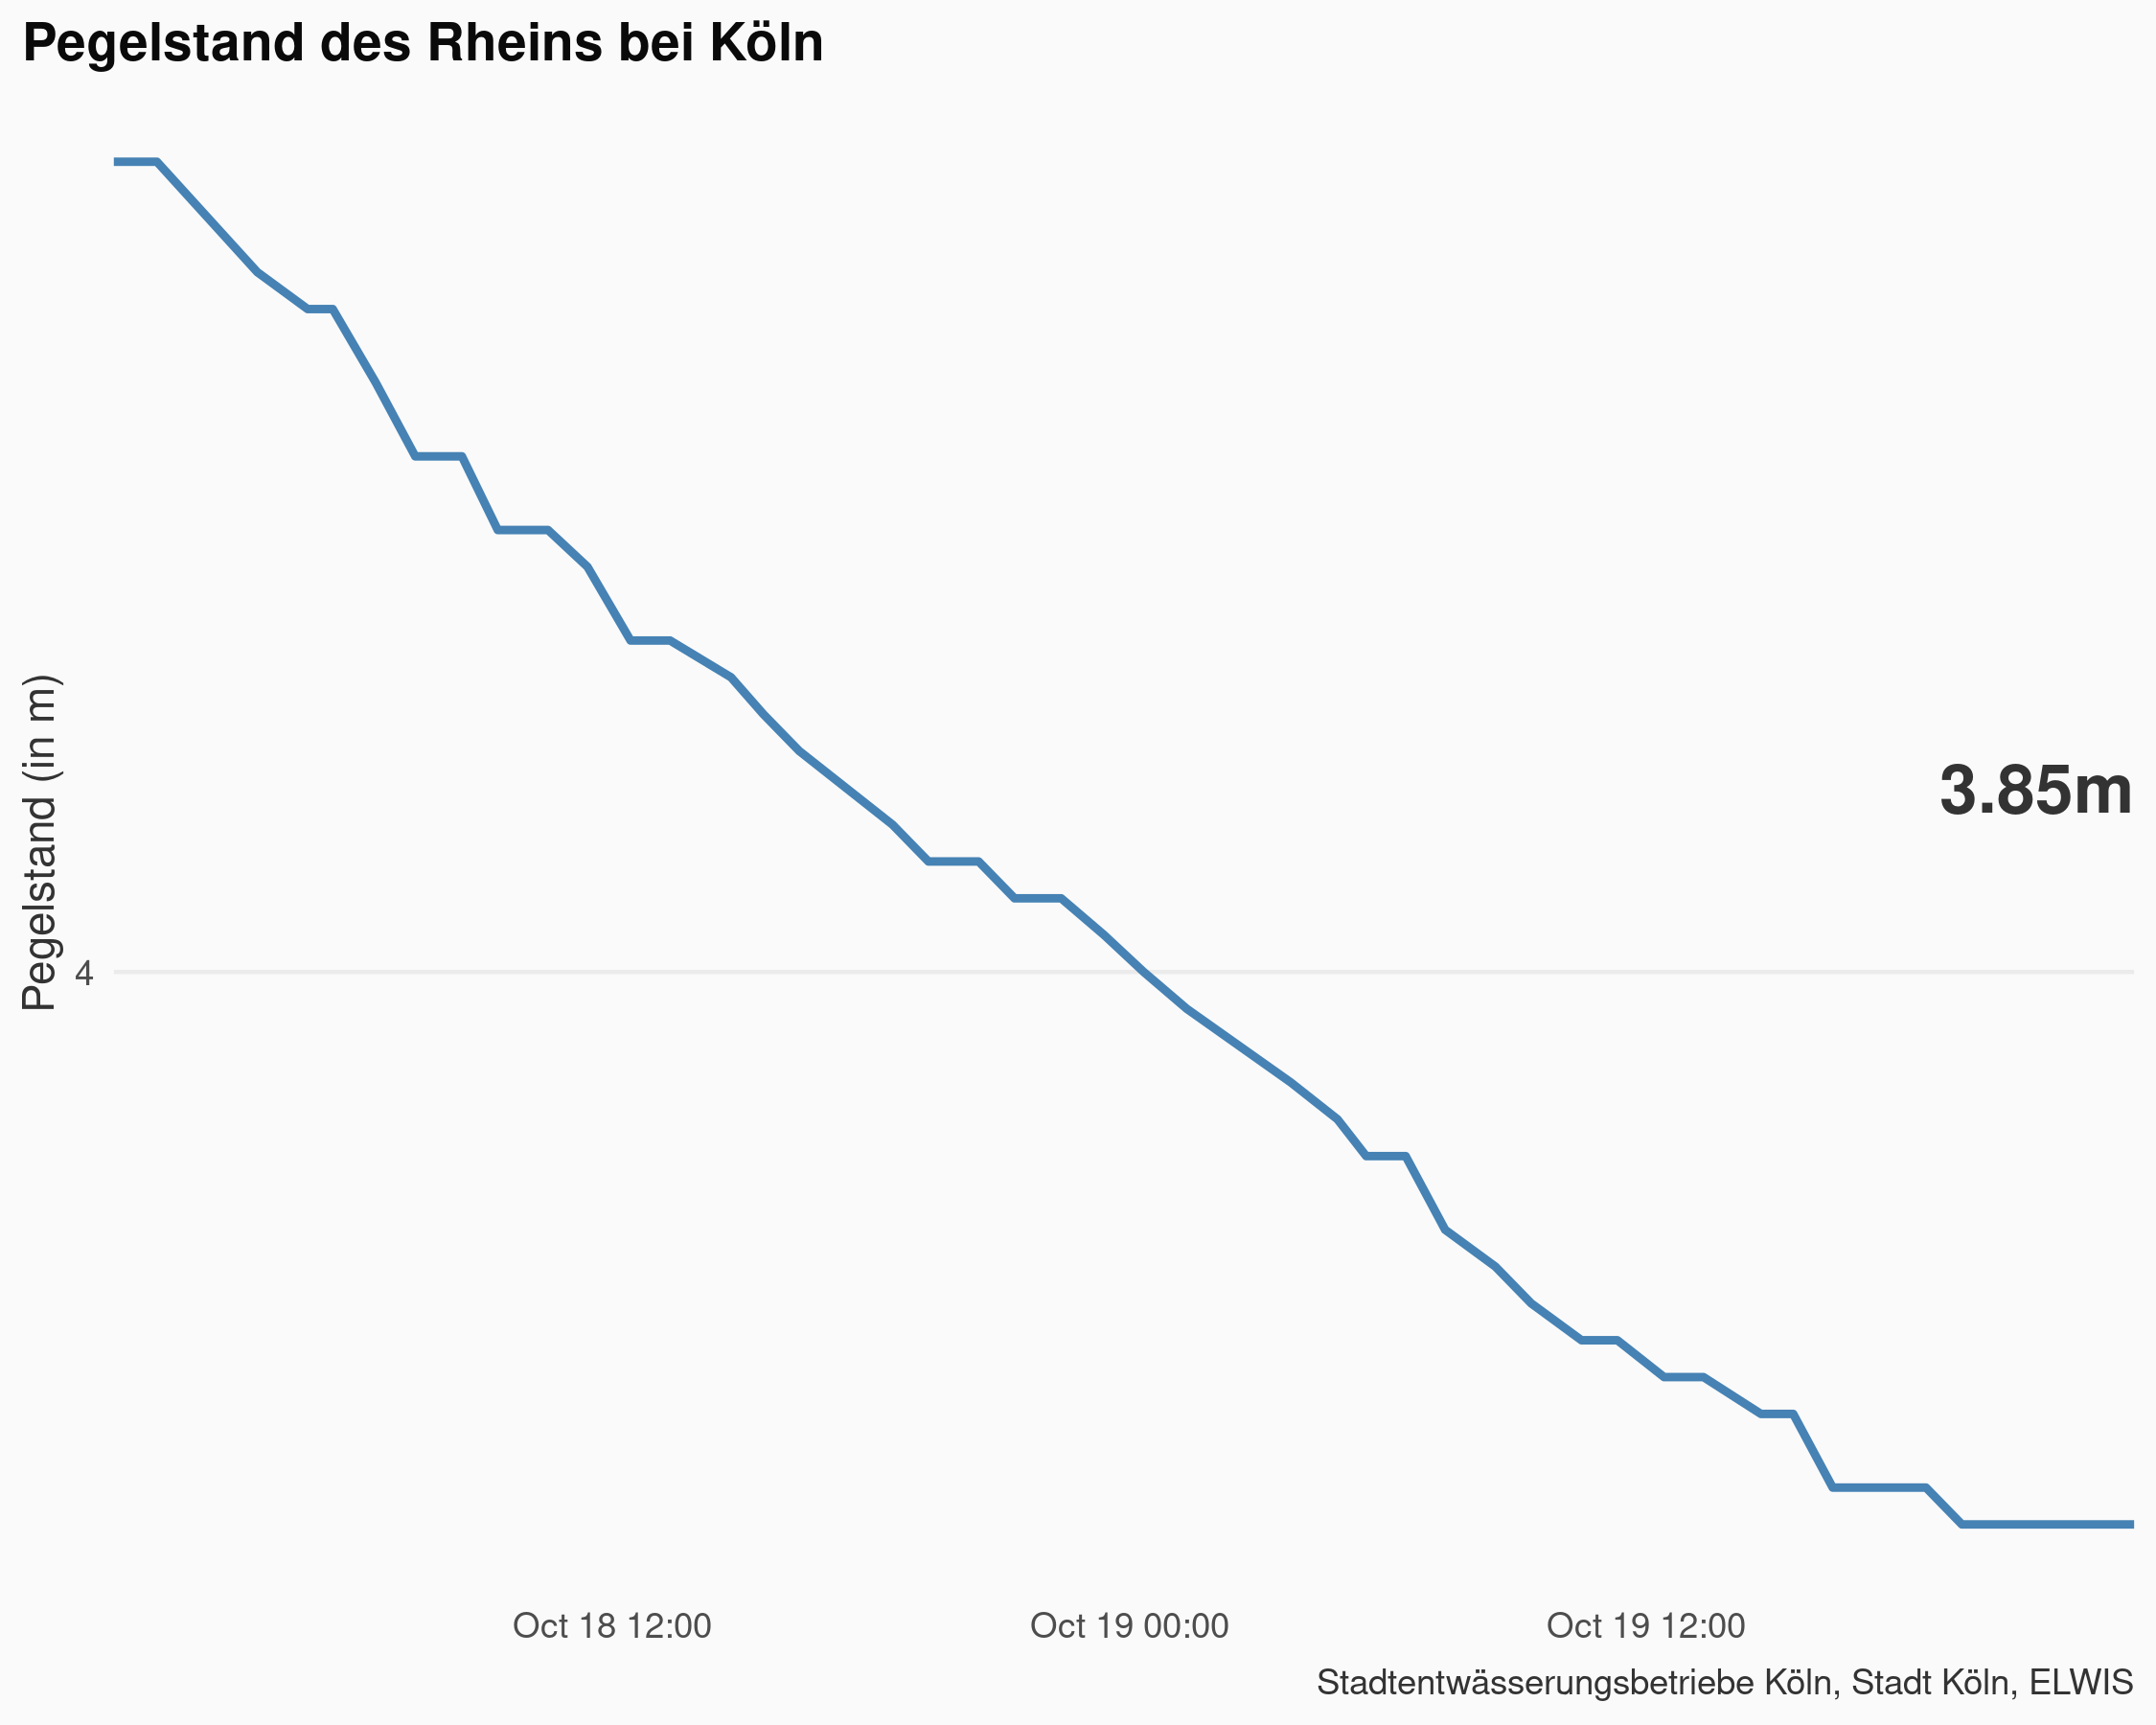 Pegelstand des Rheins bei Köln
Pegelstand (in m)
3.85m
4
Oct 18 12:00
Oct 19 00:00
Oct 19 12:00
Stadtentwässerungsbetriebe Köln, Stadt Köln, ELWIS